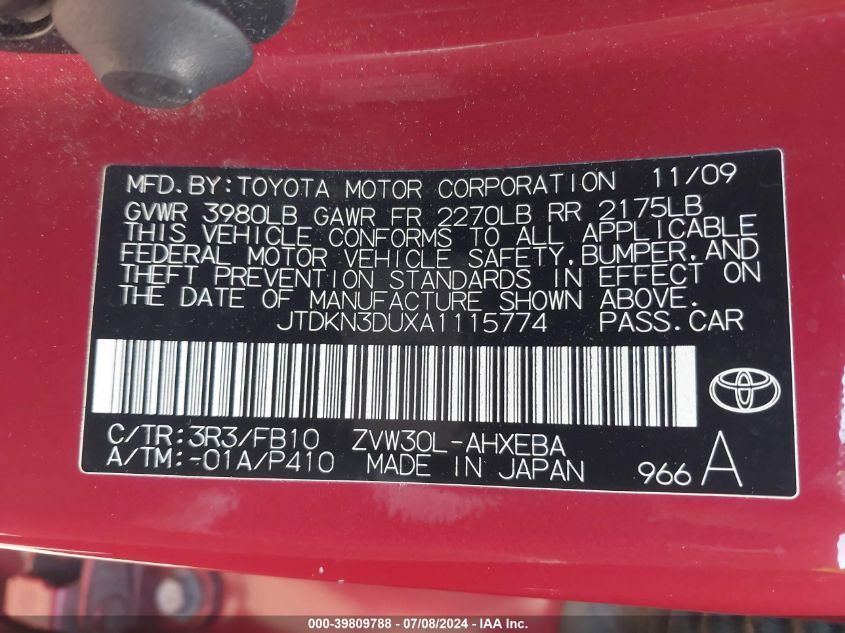 MFD.BY:TOYOTA MOTOR CORPORATION 11/09
GVWR 3980LB GAWR FR 2270LB RR 2175LB
THIS VEHICLE CONFORMS TO ALL APPLICABLE
FEDERAL MOTOR VEHICLE SAFETY,BUMPER,AND
THEFT PREVENTION STANDARDS IN EFFECT ON
THE DATE OF MANUFACTURE SHOWN ABOVE.
JTDKN3DUXA1115774 PASS.CAR
C/TR:3R3/FB10 ZVW30L-AHXEBA
A/TM:-01A/P410 MADE IN JAPAN 966 A
000-39809788 - 07/08/2024 - IAA Inc.